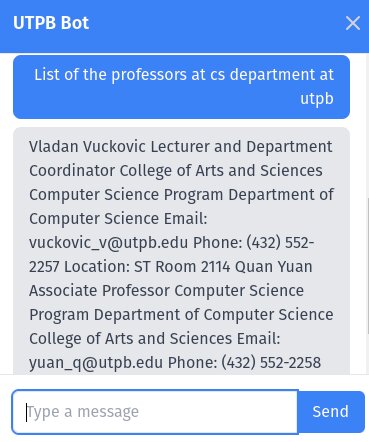 UTPB Bot
List of the professors at cs department at
utpb
Vladan Vuckovic Lecturer and Department
Coordinator College of Arts and Sciences
Computer Science Program Department of
Computer Science Email:
vuckovic_v@utpb.edu Phone: (432) 552-
2257 Location: ST Room 2114 Quan Yuan
Associate Professor Computer Science
Program Department of Computer Science
College of Arts and Sciences Email:
yuan_q@utpb.edu Phone: (432) 552-2258
Type a message
Send